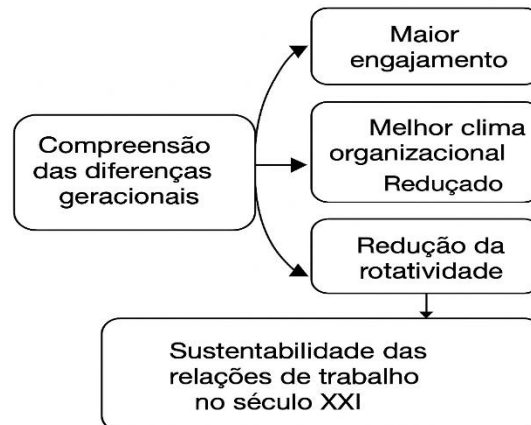 Compreensão
das diferenças
geracionais
Maior
engajamento
Melhor clima
organizacional
Reduçado
Redução da
rotatividade
Sustentabilidade das
relações de trabalho
no século XXI